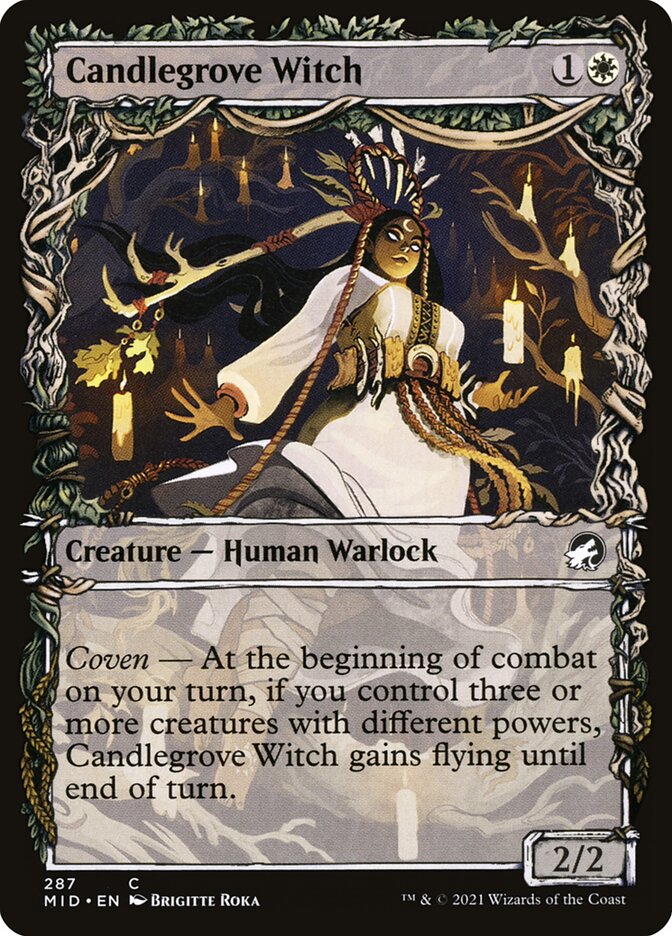 Candlegrove Witch 1
Creature — Human Warlock
Coven — At the beginning of combat
on your turn, if you control three or
more creatures with different powers,
Candlegrove Witch gains flying until
end of turn.
2/2
287 C
MID • EN Brigitte Roka ™ & © 2021 Wizards of the Coast